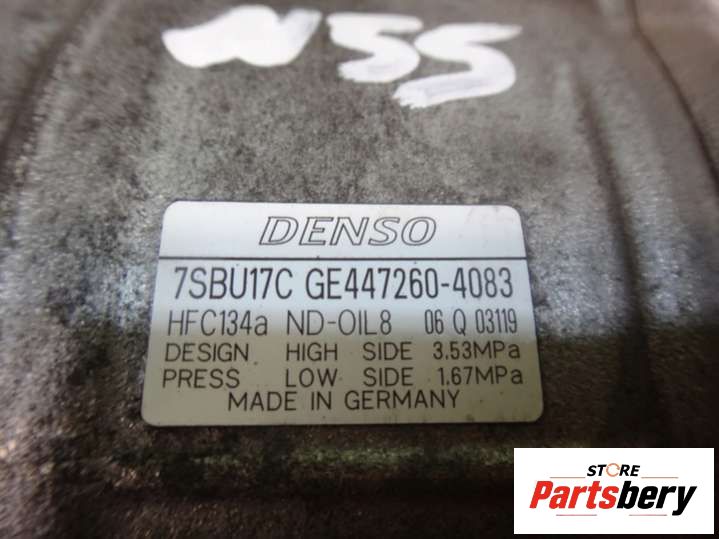 N55
DENSO
7SBU17C GE447260-4083
HFC134a ND-OIL8 06 Q 03119
DESIGN HIGH SIDE 3.53MPa
PRESS LOW SIDE 1.67MPa
MADE IN GERMANY
STORE
Partsbery